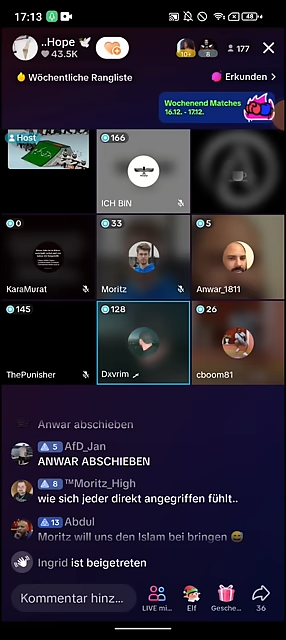 17:13
48
..Hope 🕊
43.5K
10+
8
177
Wöchentliche Rangliste
Erkunden >
Wochenend Matches
16.12. - 17.12.
Host
166
ICH BIN
0
KaraMurat
33
Moritz
5
Anwar_1811
145
ThePunisher
128
Dxvrim
26
cboom81
Anwar abschieben
5 AfD_Jan
ANWAR ABSCHIEBEN
8 ™Moritz_High
wie sich jeder direkt angegriffen fühlt..
13 Abdul
Moritz will uns den Islam bei bringen 😅
Ingrid ist beigetreten
Kommentar hinz...
LIVE mi...
Elf
Gesche...
36